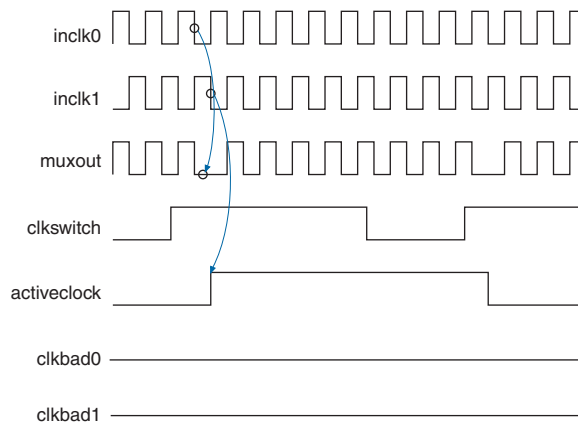 inclk0
inclk1
muxout
clkswitch
activeclock
clkbad0
clkbad1